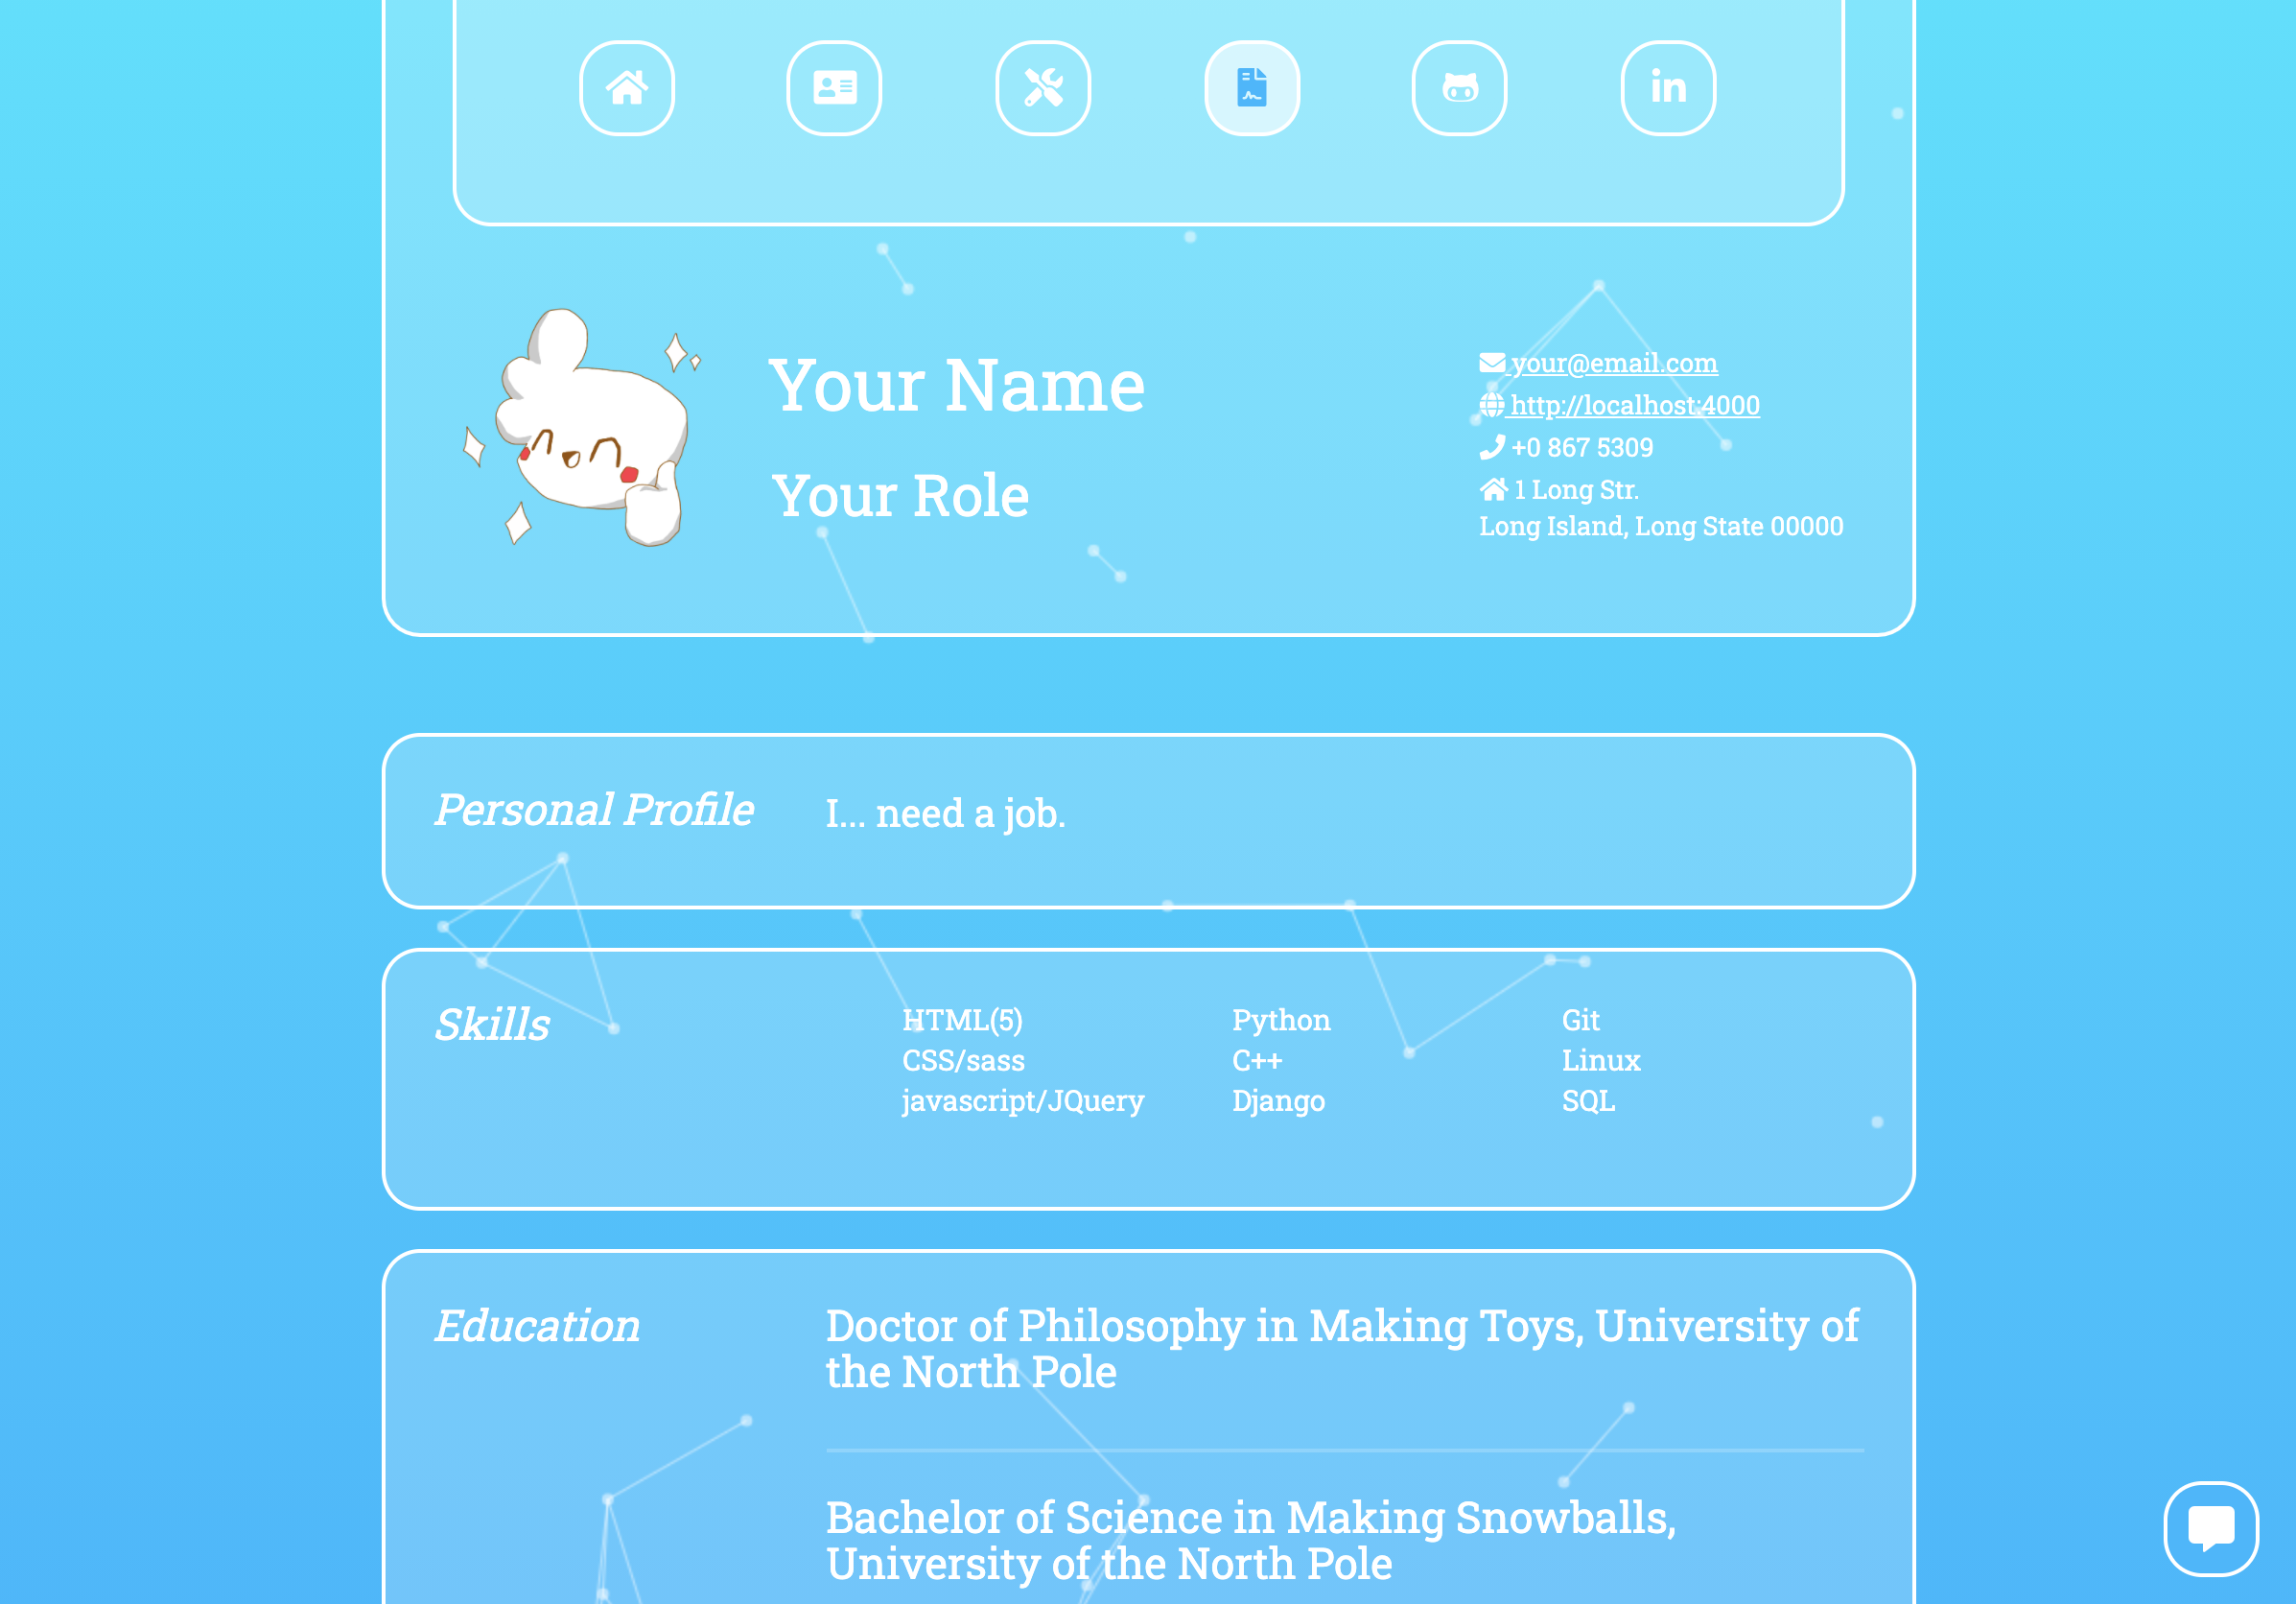 in
Your Name
Your Role
your@email.com
http://localhost:4000
+0 867 5309
1 Long Str.
Long Island, Long State 00000
Personal Profile
I... need a job.
Skills
HTML(5)
CSS/sass
javascript/JQuery
Python
C++
Django
Git
Linux
SQL
Education
Doctor of Philosophy in Making Toys, University of
the North Pole
Bachelor of Science in Making Snowballs,
University of the North Pole